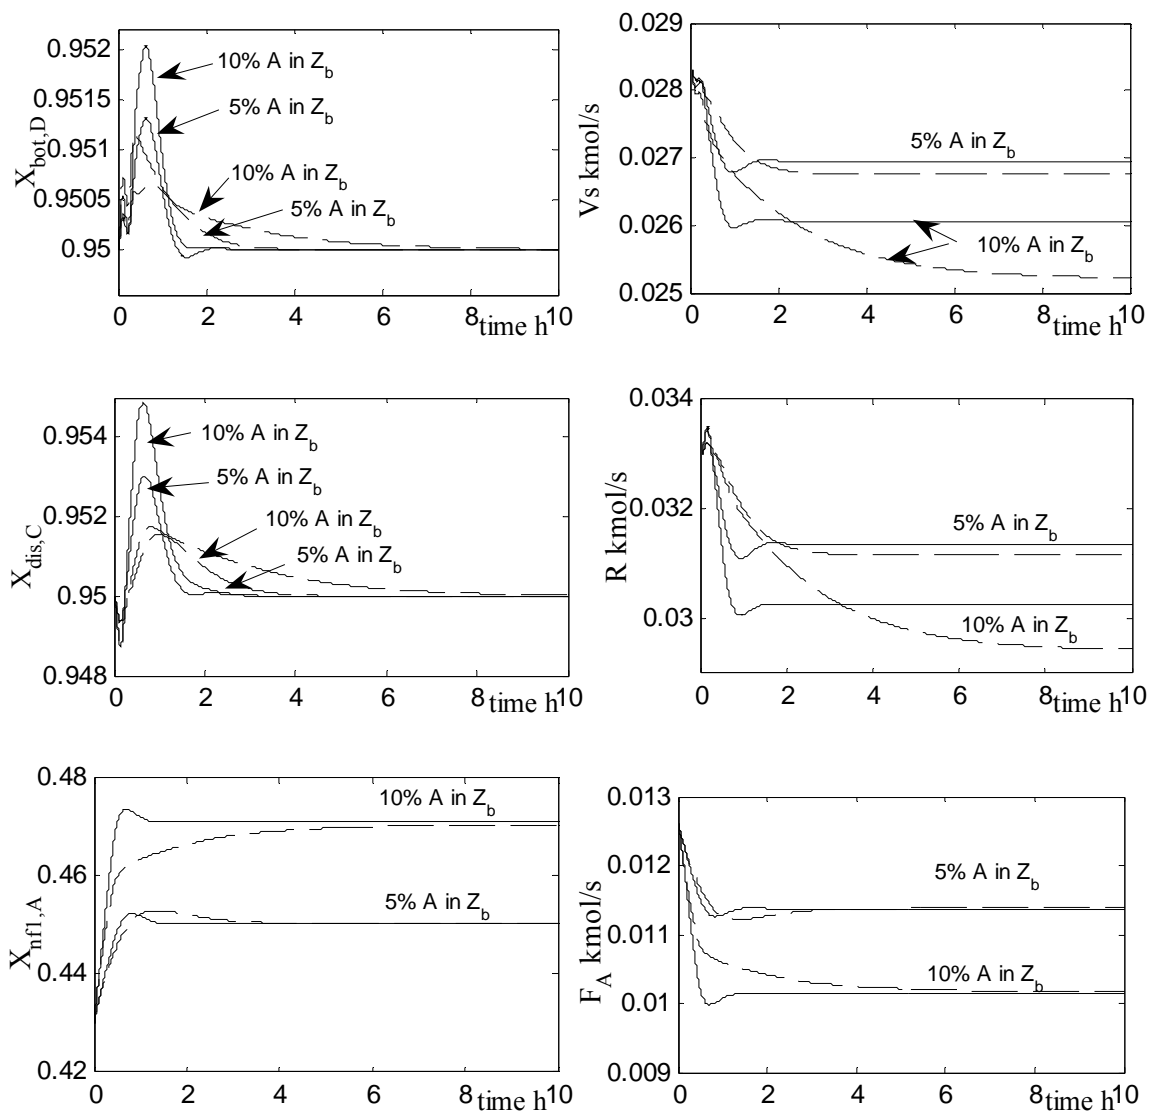 0.952
0.9515
0.951
0.9505
0.95
X_bot,D
10% A in Z_b
5% A in Z_b
10% A in Z_b
5% A in Z_b
0 2 4 6 8 10
time h
0.029
0.028
0.027
0.026
0.025
Vs kmol/s
5% A in Z_b
10% A in Z_b
0 2 4 6 8 10
time h
0.954
0.952
0.95
0.948
X_dis,C
10% A in Z_b
5% A in Z_b
10% A in Z_b
5% A in Z_b
0 2 4 6 8 10
time h
0.034
0.032
0.03
R kmol/s
5% A in Z_b
10% A in Z_b
0 2 4 6 8 10
time h
0.48
0.46
0.44
0.42
X_nf1,A
10% A in Z_b
5% A in Z_b
0 2 4 6 8 10
time h
0.013
0.012
0.011
0.01
0.009
F_A kmol/s
5% A in Z_b
10% A in Z_b
0 2 4 6 8 10
time h